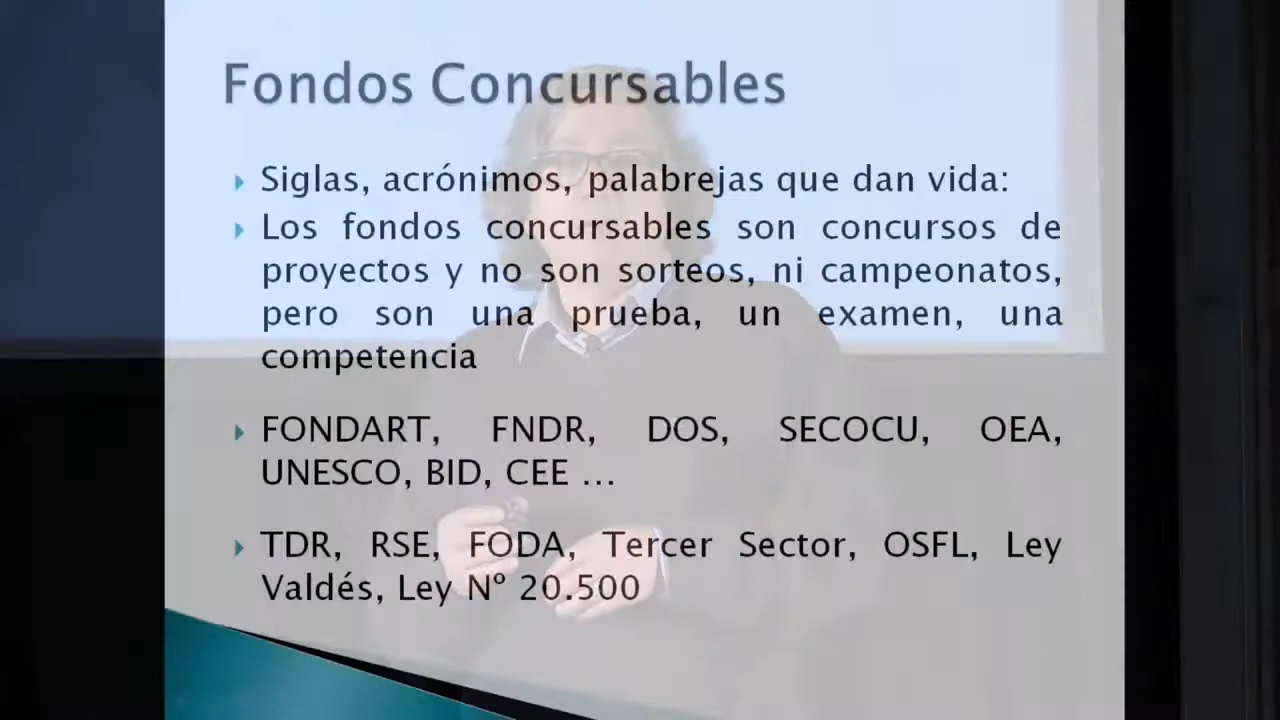 Fondos Concursables
Siglas, acrónimos, palabrejas que dan vida:
Los fondos concursables son concursos de
proyectos y no son sorteos, ni campeonatos,
pero son una prueba, un examen, una
competencia
FONDART, FNDR, DOS, SECOCU, OEA,
UNESCO, BID, CEE ...
TDR, RSE, FODA, Tercer Sector, OSFL, Ley
Valdés, Ley Nº 20.500